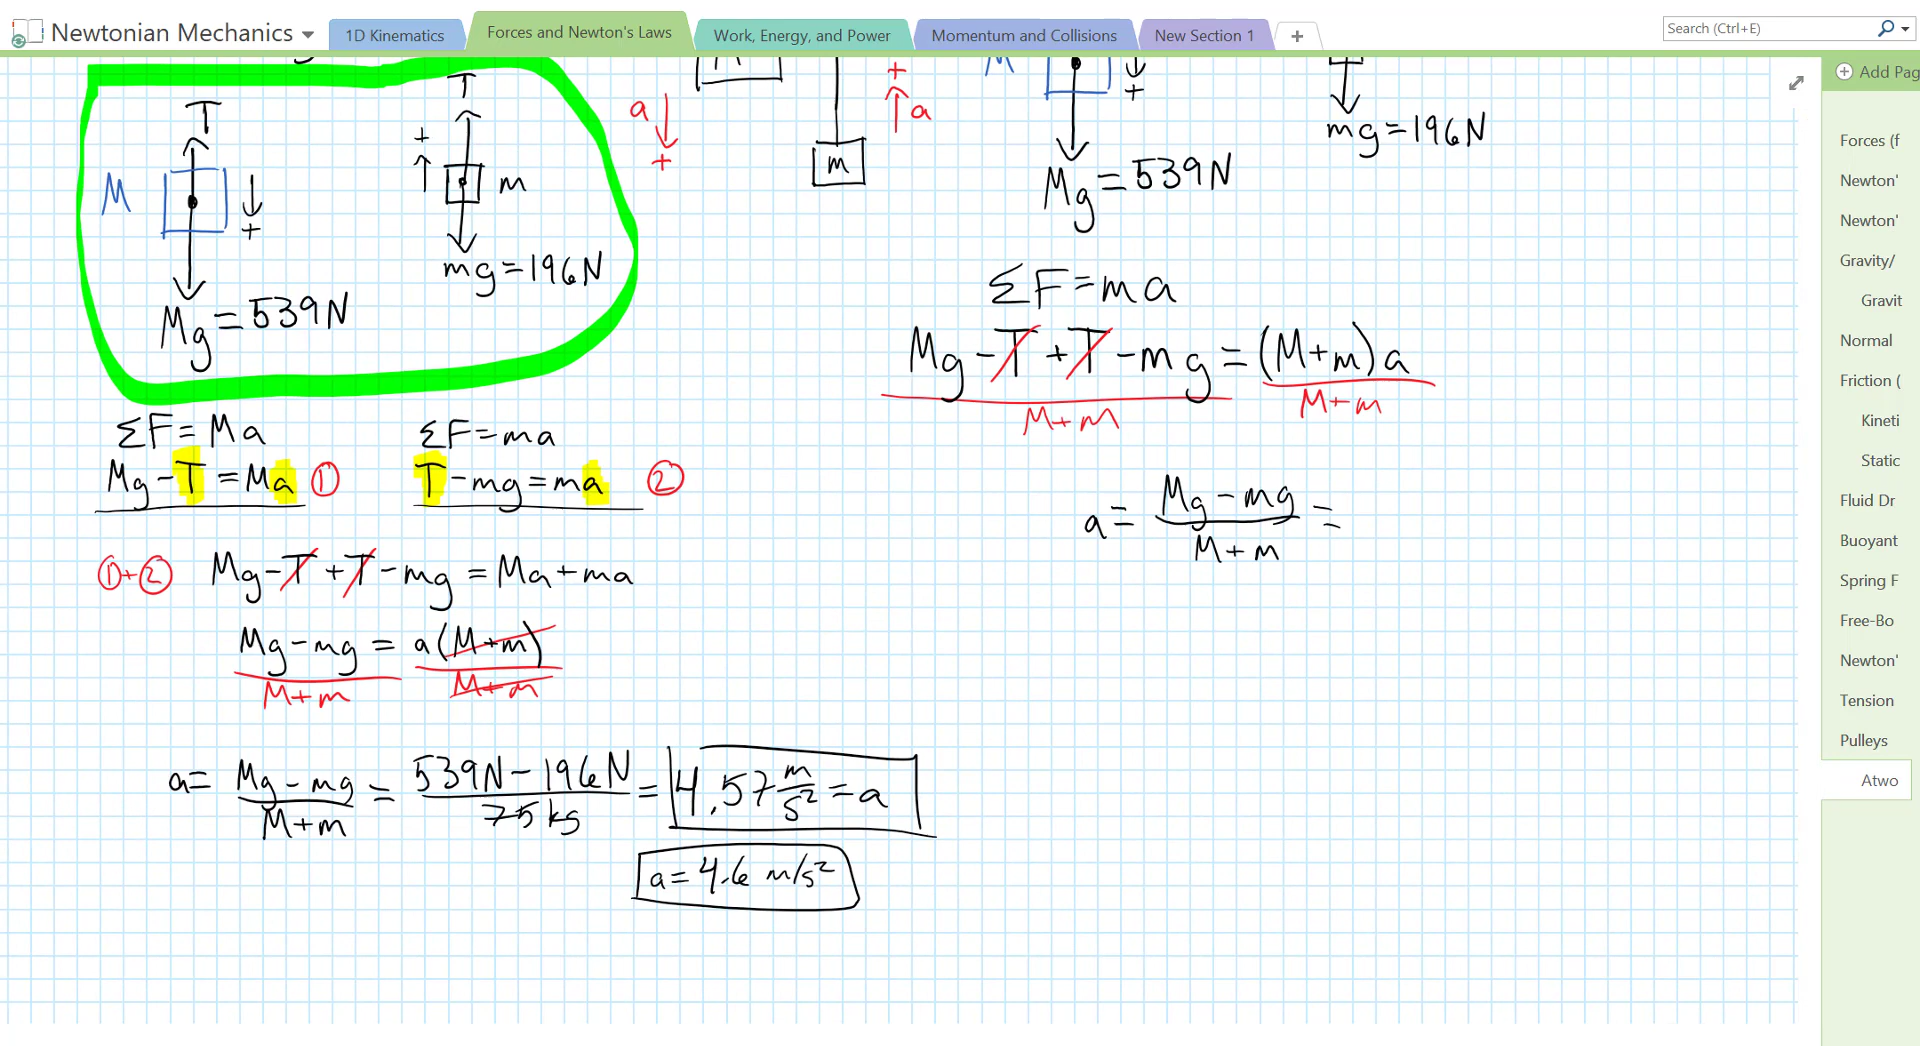 Newtonian Mechanics
1D Kinematics
Forces and Newton's Laws
Work, Energy, and Power
Momentum and Collisions
New Section 1
+
Search (Ctrl+E)
Add Pag
Forces (f
Newton'
Newton'
Gravity/
Gravit
Normal
Friction (
Kineti
Static
Fluid Dr
Buoyant
Spring F
Free-Bo
Newton'
Tension
Pulleys
Atwo
T
M
+
Mg = 539N
T
+
m
mg = 196N
a
+
m
+
a
M
+
Mg = 539N
mg = 196N
ΣF = Ma
Mg - T = Ma ①
ΣF = ma
T - mg = ma ②
① + ② Mg - T + T - mg = Ma + ma
Mg - mg = a(M+m)
M+m M+m
a = Mg - mg / M+m = 539N - 196N / 75 kg = 4.57 m/s² = a
a = 4.6 m/s²
ΣF = ma
Mg - T + T - mg = (M+m)a
M+m M+m
a = Mg - mg / M+m =